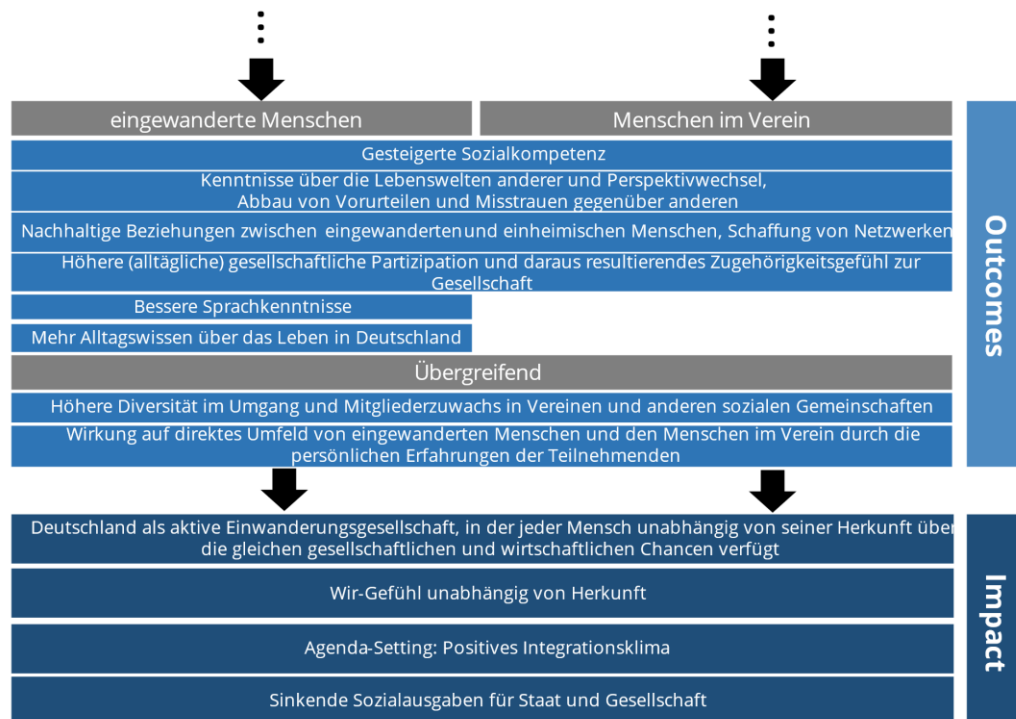 eingewanderte Menschen
Menschen im Verein
Gesteigerte Sozialkompetenz
Kenntnisse über die Lebenswelten anderer und Perspektivwechsel,
Abbau von Vorurteilen und Misstrauen gegenüber anderen
Nachhaltige Beziehungen zwischen eingewanderten und einheimischen Menschen, Schaffung von Netzwerken
Höhere (alltägliche) gesellschaftliche Partizipation und daraus resultierendes Zugehörigkeitsgefühl zur
Gesellschaft
Bessere Sprachkenntnisse
Mehr Alltagswissen über das Leben in Deutschland
Übergreifend
Höhere Diversität im Umgang und Mitgliederzuwachs in Vereinen und anderen sozialen Gemeinschaften
Wirkung auf direktes Umfeld von eingewanderten Menschen und den Menschen im Verein durch die
persönlichen Erfahrungen der Teilnehmenden
Outcomes
Deutschland als aktive Einwanderungsgesellschaft, in der jeder Mensch unabhängig von seiner Herkunft über
die gleichen gesellschaftlichen und wirtschaftlichen Chancen verfügt
Wir-Gefühl unabhängig von Herkunft
Agenda-Setting: Positives Integrationsklima
Sinkende Sozialausgaben für Staat und Gesellschaft
Impact